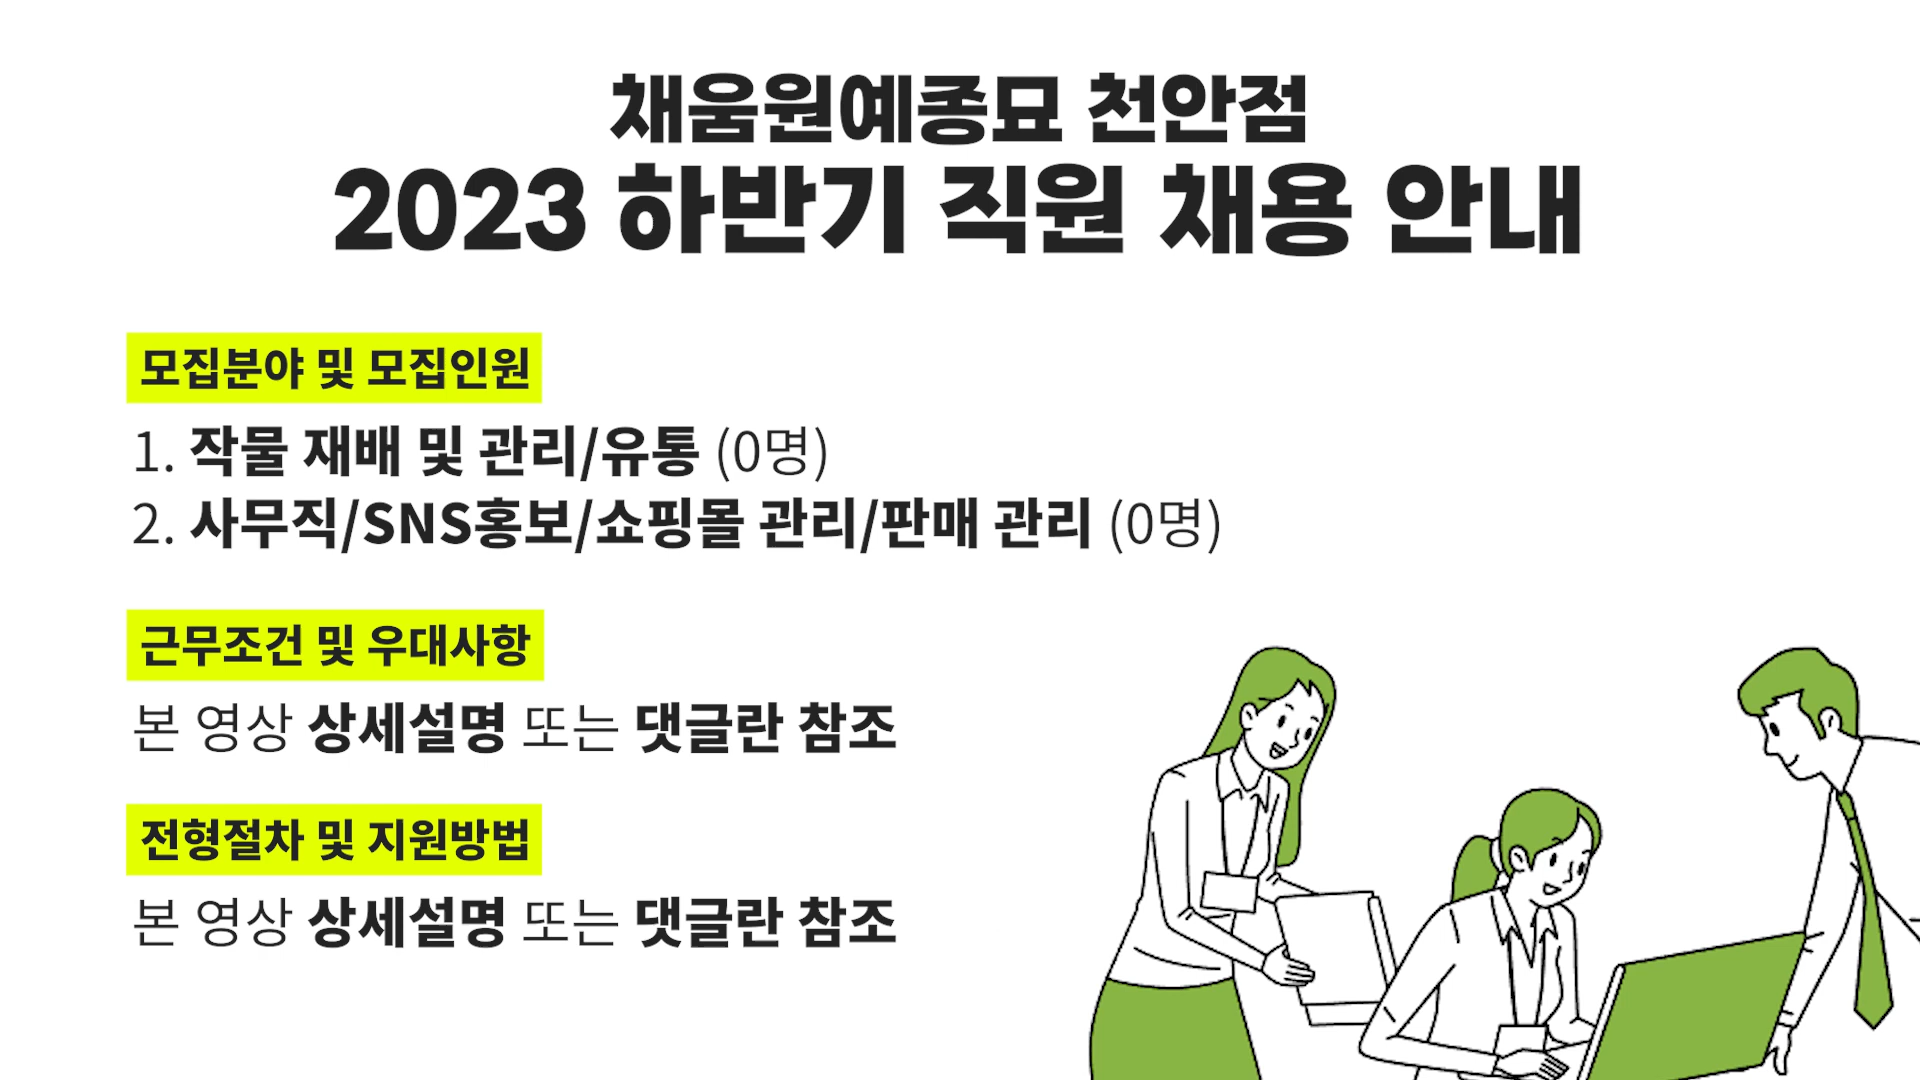 채움원예종묘 천안점
2023 하반기 직원 채용 안내
모집분야 및 모집인원
1. 작물 재배 및 관리/유통 (0명)
2. 사무직/SNS홍보/쇼핑몰 관리/판매 관리 (0명)
근무조건 및 우대사항
본 영상 상세설명 또는 댓글란 참조
전형절차 및 지원방법
본 영상 상세설명 또는 댓글란 참조